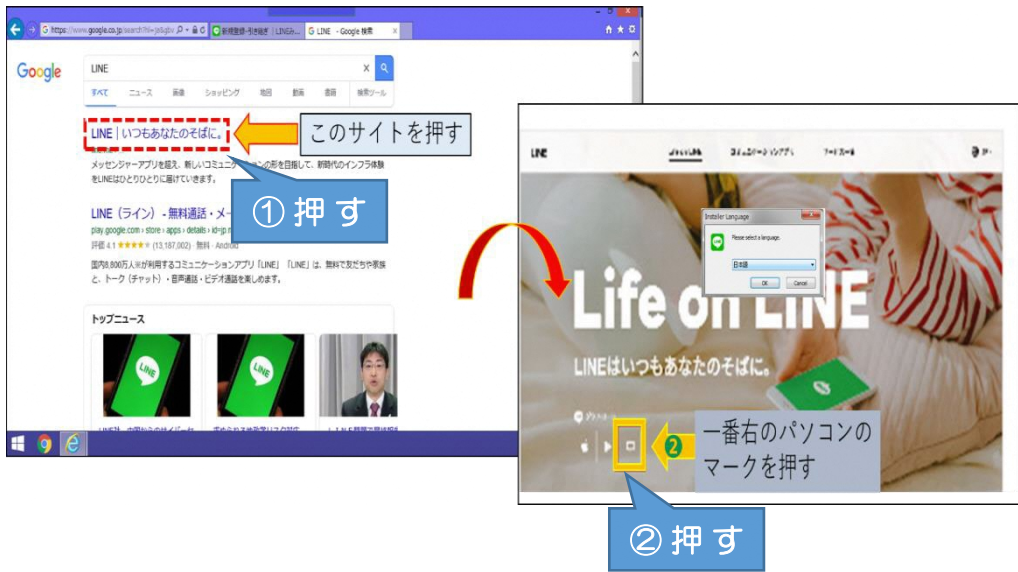 https://www.google.co.jp/search?hl=ja&gbv
新規登録・引き継ぎ | LINEみ...
LINE - Google 検索
Google
LINE
すべて ニュース 画像 ショッピング 地図 動画 書籍 検索ツール
LINE | いつもあなたのそばに。
このサイトを押す
メッセンジャーアプリを超え、新しいコミュニケーションの形を目指して、新時代のインフラ体験
をLINEはひとりひとりに届けていきます。
①押す
LINE（ライン） - 無料通話・メー
play.google.com › store › apps › details › id=jp.n
評価 4.1 ★★★★★ (13,187,002) · 無料 · Android
国内8,800万人※が利用するコミュニケーションアプリ「LINE」 「LINE」は、無料で友だちや家族
と、トーク（チャット）・音声通話・ビデオ通話を楽しめます。
トップニュース
LINE
LINE
LINE
Installer Language
Please select a language.
日本語
OK Cancel
Life on LINE
LINEはいつもあなたのそばに。
❷
一番右のパソコンの
マークを押す
②押す